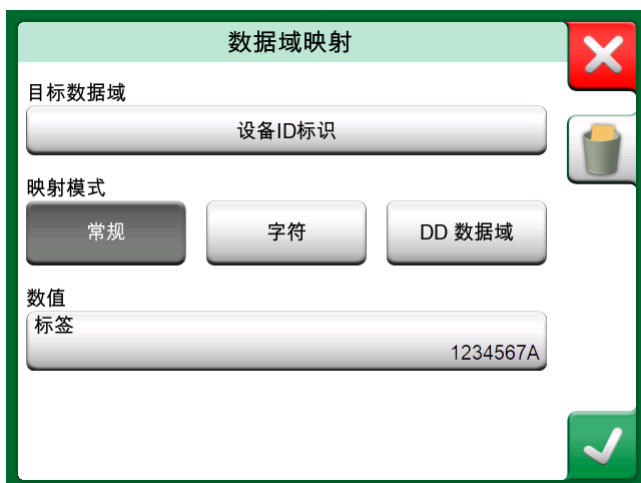 数据域映射
目标数据域
设备ID标识
映射模式
常规 字符 DD 数据域
数值
标签
1234567A